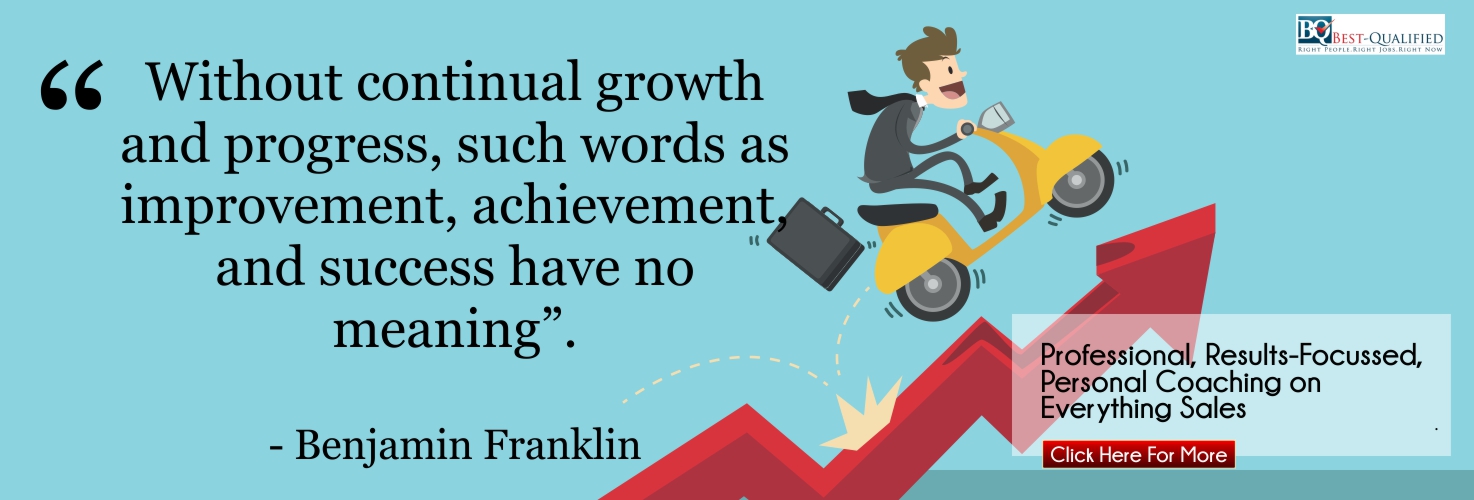 “ Without continual growth
and progress, such words as
improvement, achievement,
and success have no
meaning”.
- Benjamin Franklin
BQ BEST-QUALIFIED
RIGHT PEOPLE.RIGHT JOBS.RIGHT NOW
Professional, Results-Focussed,
Personal Coaching on
Everything Sales
.
Click Here For More